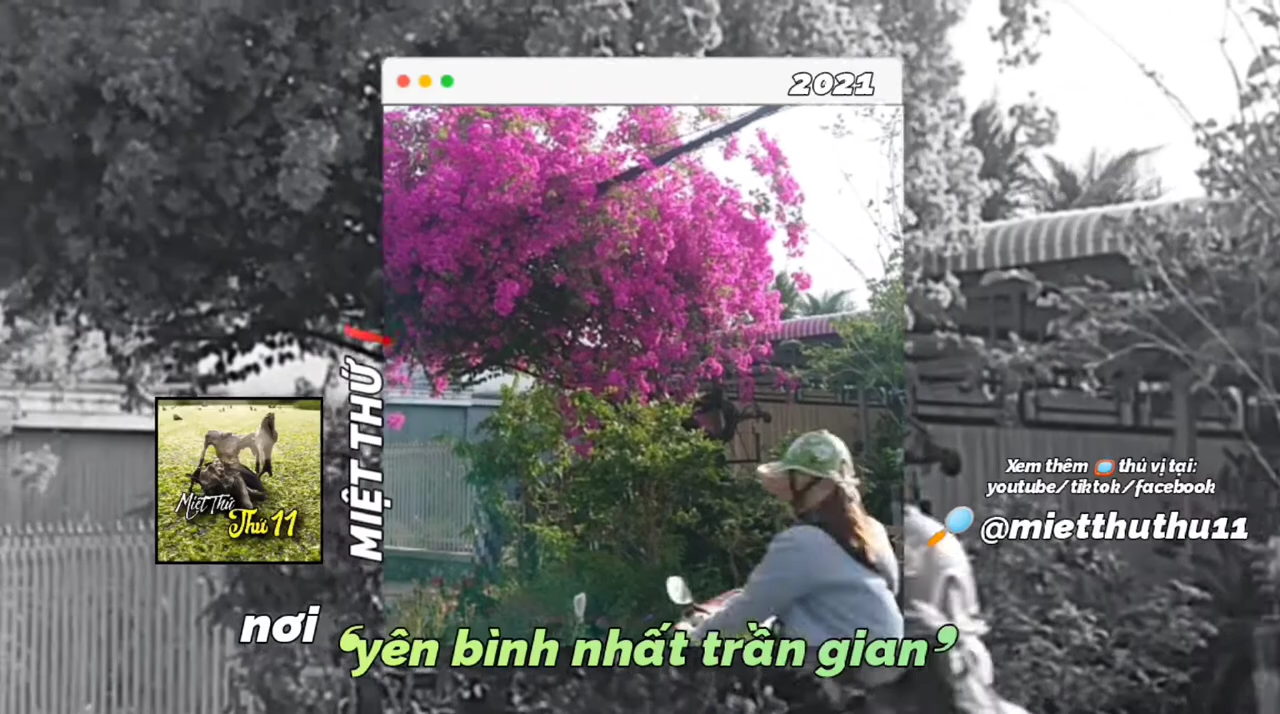 2021
MIỆT THỨ
Miệt Thứ
Thứ 11
Xem thêm thú vị tại:
youtube/tiktok/facebook
@mietthuthu11
nơi
‘yên bình nhất trần gian’